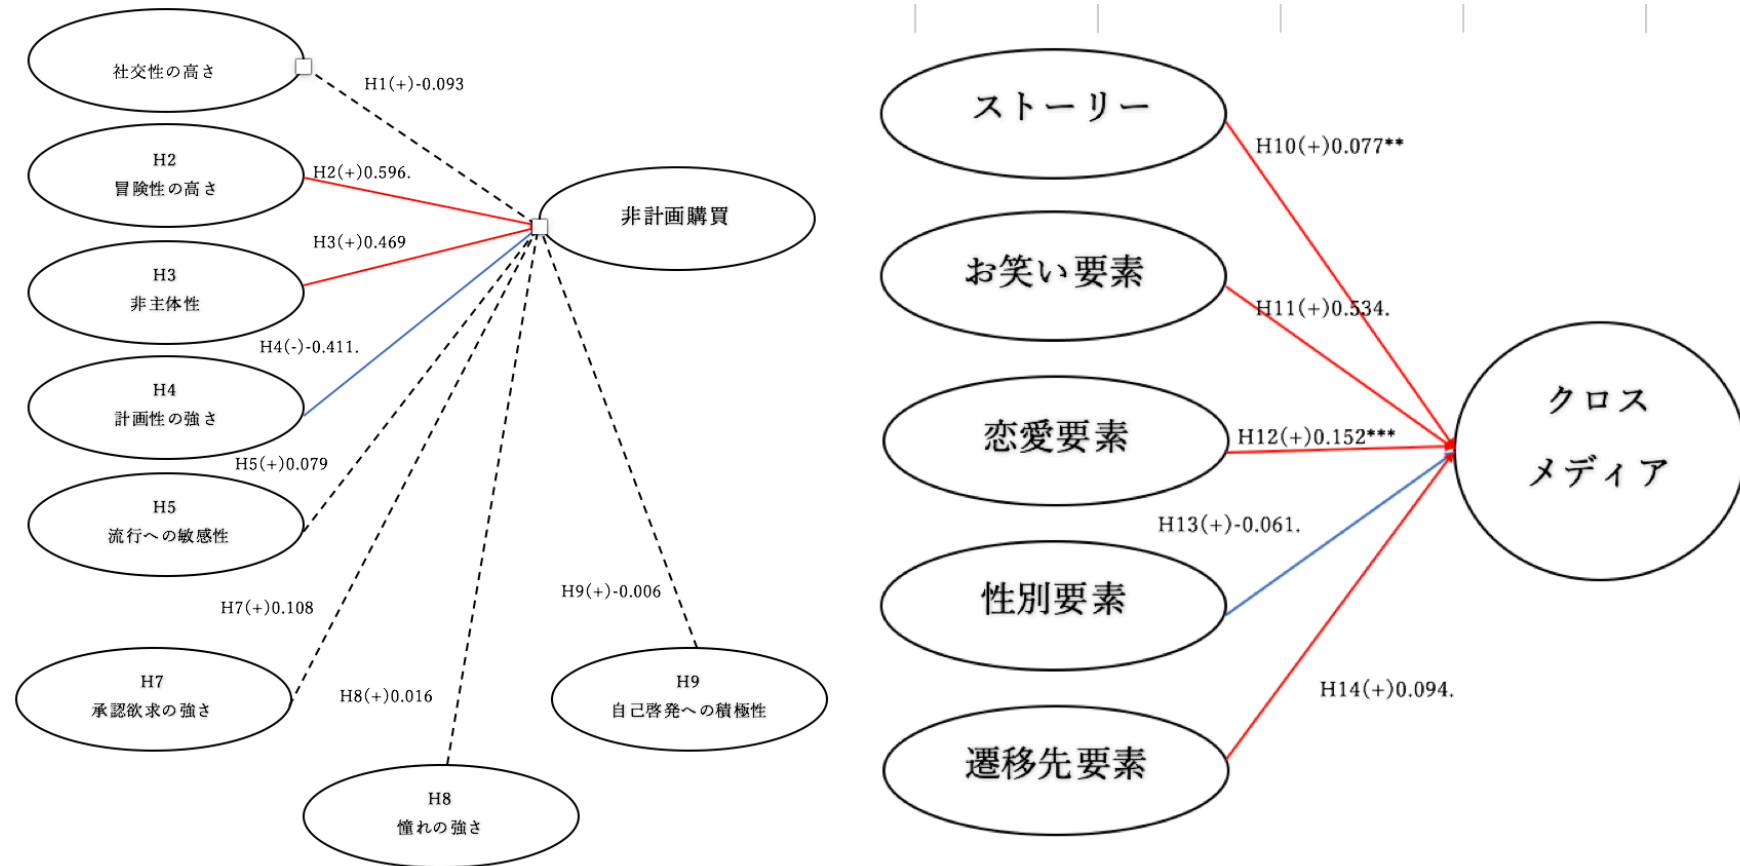 社交性の高さ
H1(+)-0.093
H2
冒険性の高さ
H2(+)0.596.
H3(+)0.469
H3
非主体性
H4(-)-0.411.
H4
計画性の強さ
H5(+)0.079
H5
流行への敏感性
H7(+)0.108
H7
承認欲求の強さ
H8(+)0.016
H8
憧れの強さ
H9(+)-0.006
H9
自己啓発への積極性
非計画購買
ストーリー
H10(+)0.077**
お笑い要素
H11(+)0.534.
恋愛要素
H12(+)0.152***
H13(+)-0.061.
性別要素
H14(+)0.094.
遷移先要素
クロス
メディア